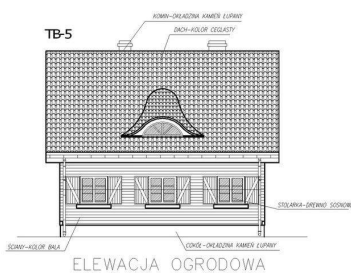 KOMIN-OKŁADZINA KAMIEŃ ŁUPANY
TB-5
DACH-KOLOR CEGLASTY
STOLARKA-DREWNO SOSNOWE
ŚCIANY-KOLOR BALA
COKÓŁ-OKŁADZINA KAMIEŃ ŁUPANY
ELEWACJA OGRODOWA